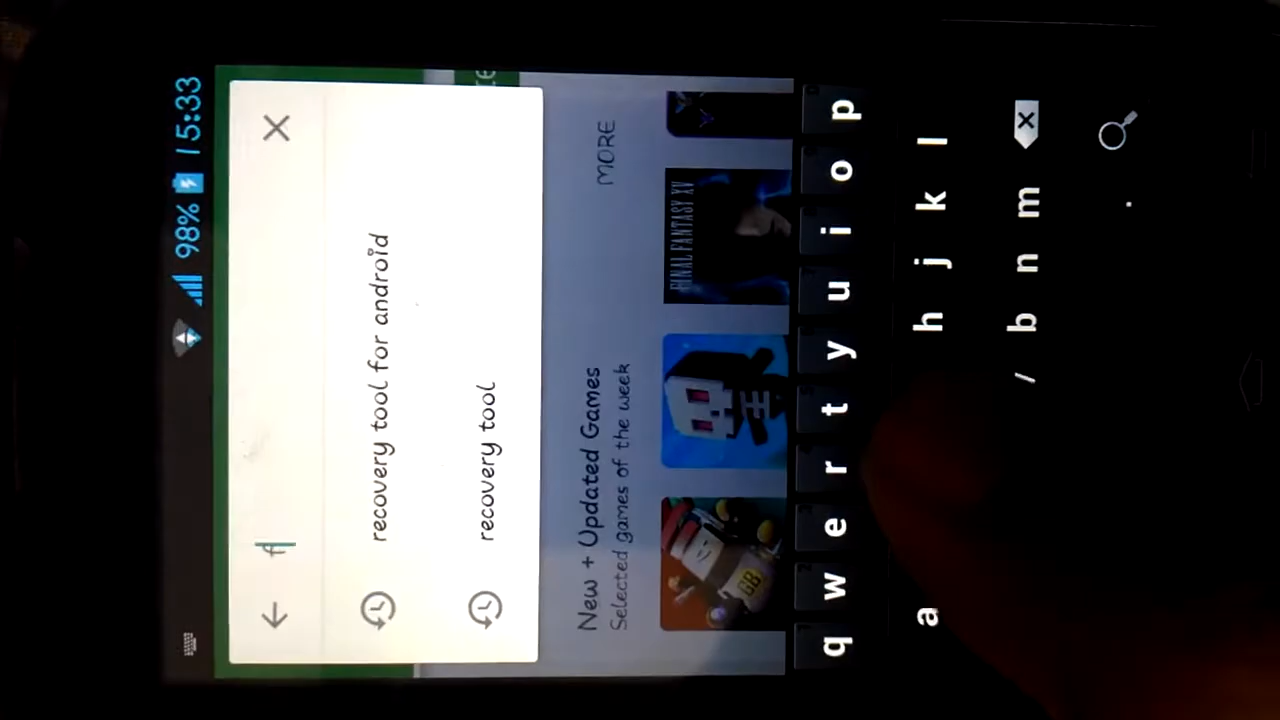 98% 15:33
f
recovery tool for android
recovery tool
New + Updated Games
MORE
Selected games of the week
GB
FINAL FANTASY XV
q w e r t y u i o p
a h j k l
/ b n m
.